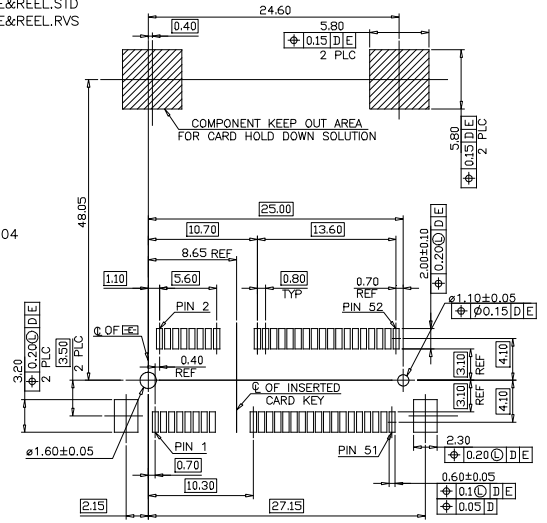 E&REEL.STD
E&REEL.RVS
24.60
0.40
5.80
⌖ 0.15 D E
2 PLC
COMPONENT KEEP OUT AREA
FOR CARD HOLD DOWN SOLUTION
5.80
⌖ 0.15 D E
2 PLC
48.05
04
25.00
10.70
13.60
8.65 REF
2.00±0.10
⌖ 0.20Ⓛ D E
1.10
5.60
0.80
TYP
0.70
REF
PIN 2
PIN 52
ø1.10±0.05
⌖ Ø0.15 D E
℄ OF -E-
3.20
⌖ 0.20Ⓛ D E
2 PLC
3.50
2 PLC
0.40
REF
3.10
REF
4.10
℄ OF INSERTED
CARD KEY
3.10
REF
4.10
ø1.60±0.05
PIN 1
PIN 51
2.30
⌖ 0.20Ⓛ D E
0.70
10.30
0.60±0.05
⌖ 0.1Ⓛ D E
⌖ 0.05 D
2.15
27.15